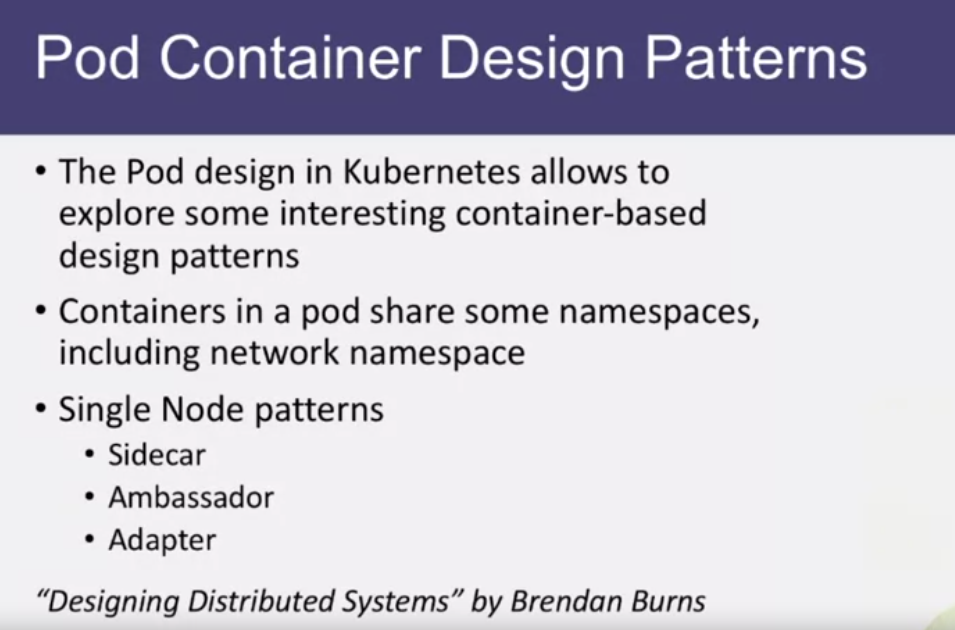 Pod Container Design Patterns
• The Pod design in Kubernetes allows to
explore some interesting container-based
design patterns
• Containers in a pod share some namespaces,
including network namespace
• Single Node patterns
• Sidecar
• Ambassador
• Adapter
“Designing Distributed Systems” by Brendan Burns